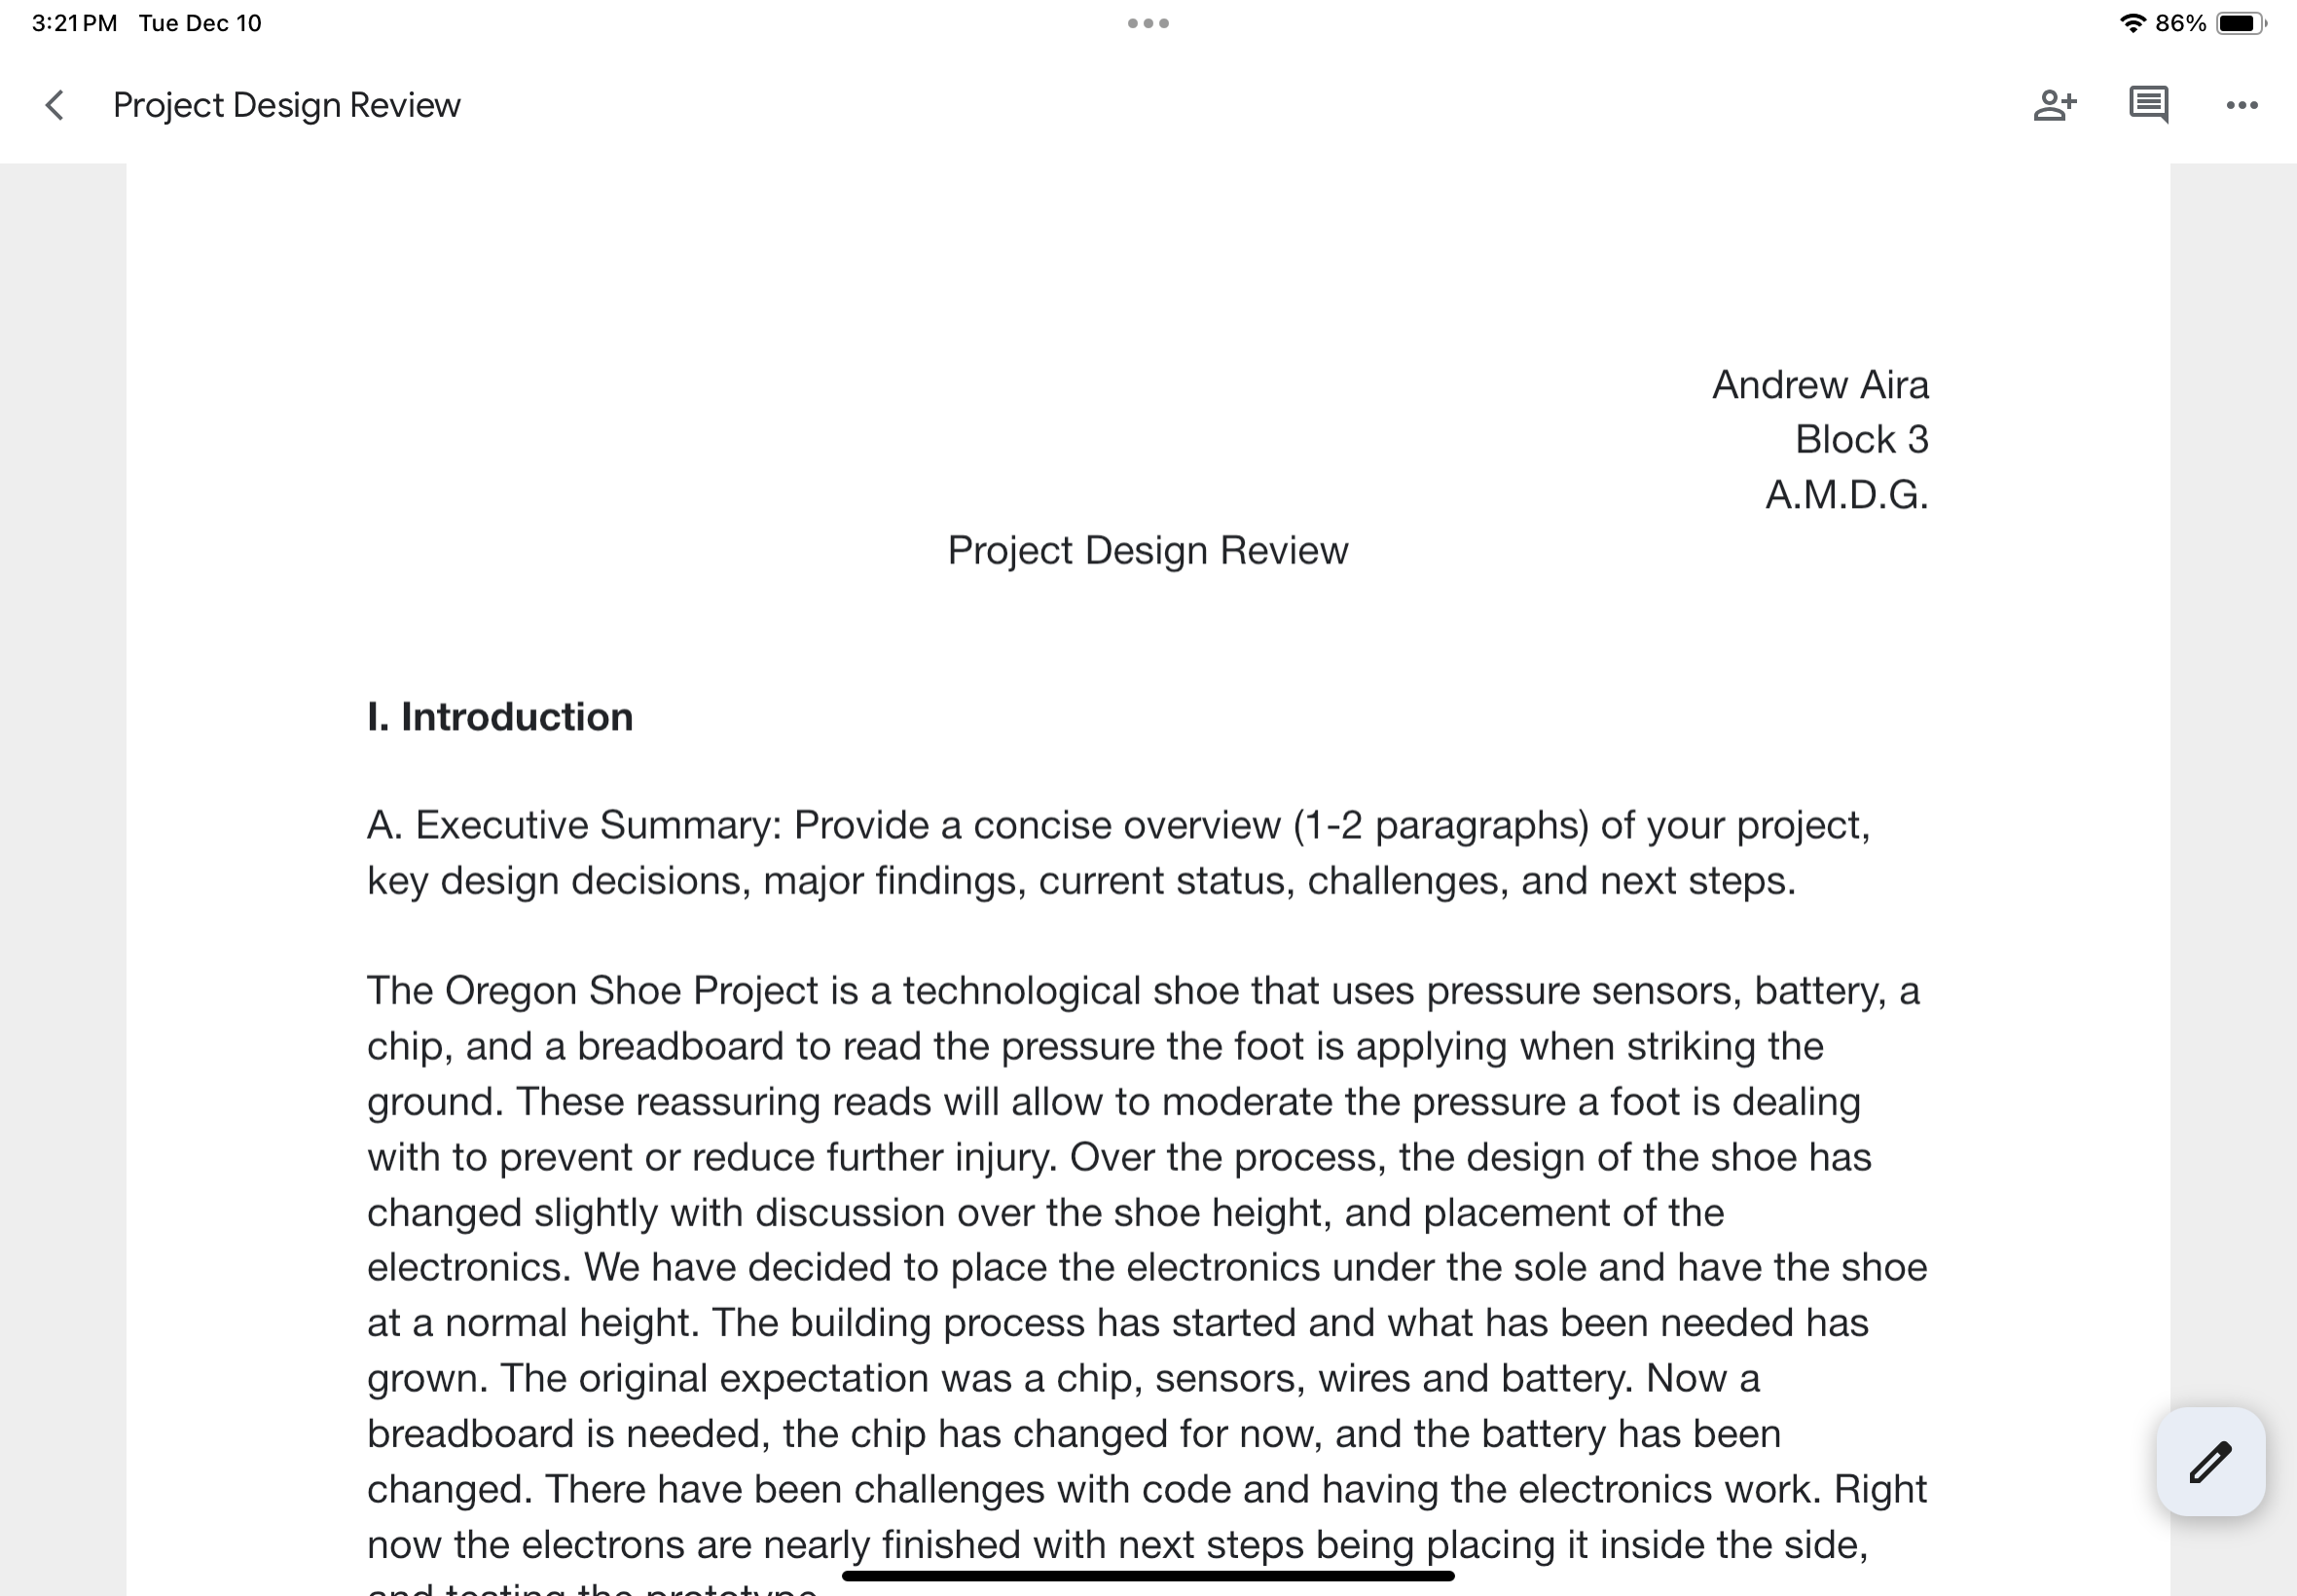 3:21 PM Tue Dec 10
86%
Project Design Review
Andrew Aira
Block 3
A.M.D.G.
Project Design Review
I. Introduction
A. Executive Summary: Provide a concise overview (1-2 paragraphs) of your project,
key design decisions, major findings, current status, challenges, and next steps.
The Oregon Shoe Project is a technological shoe that uses pressure sensors, battery, a
chip, and a breadboard to read the pressure the foot is applying when striking the
ground. These reassuring reads will allow to moderate the pressure a foot is dealing
with to prevent or reduce further injury. Over the process, the design of the shoe has
changed slightly with discussion over the shoe height, and placement of the
electronics. We have decided to place the electronics under the sole and have the shoe
at a normal height. The building process has started and what has been needed has
grown. The original expectation was a chip, sensors, wires and battery. Now a
breadboard is needed, the chip has changed for now, and the battery has been
changed. There have been challenges with code and having the electronics work. Right
now the electrons are nearly finished with next steps being placing it inside the side,
and testing the prototype